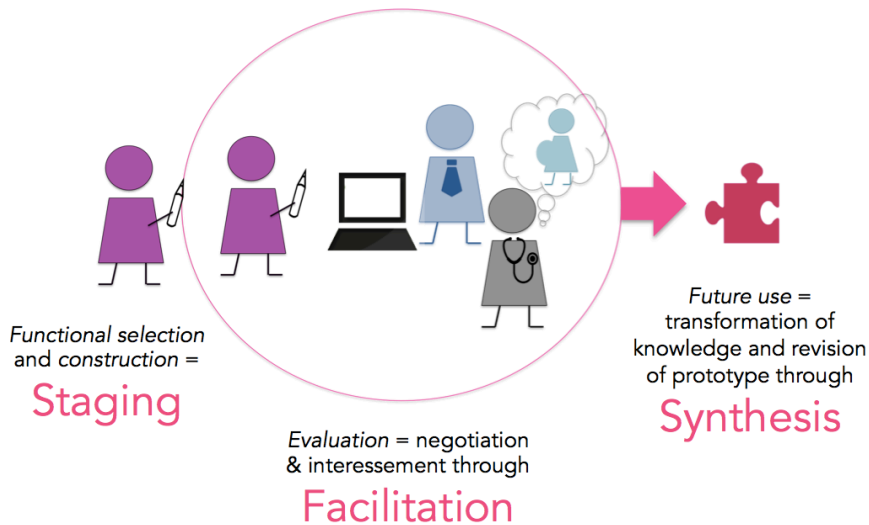 Functional selection
and construction =
Staging
Evaluation = negotiation
& interessement through
Facilitation
Future use =
transformation of
knowledge and revision
of prototype through
Synthesis